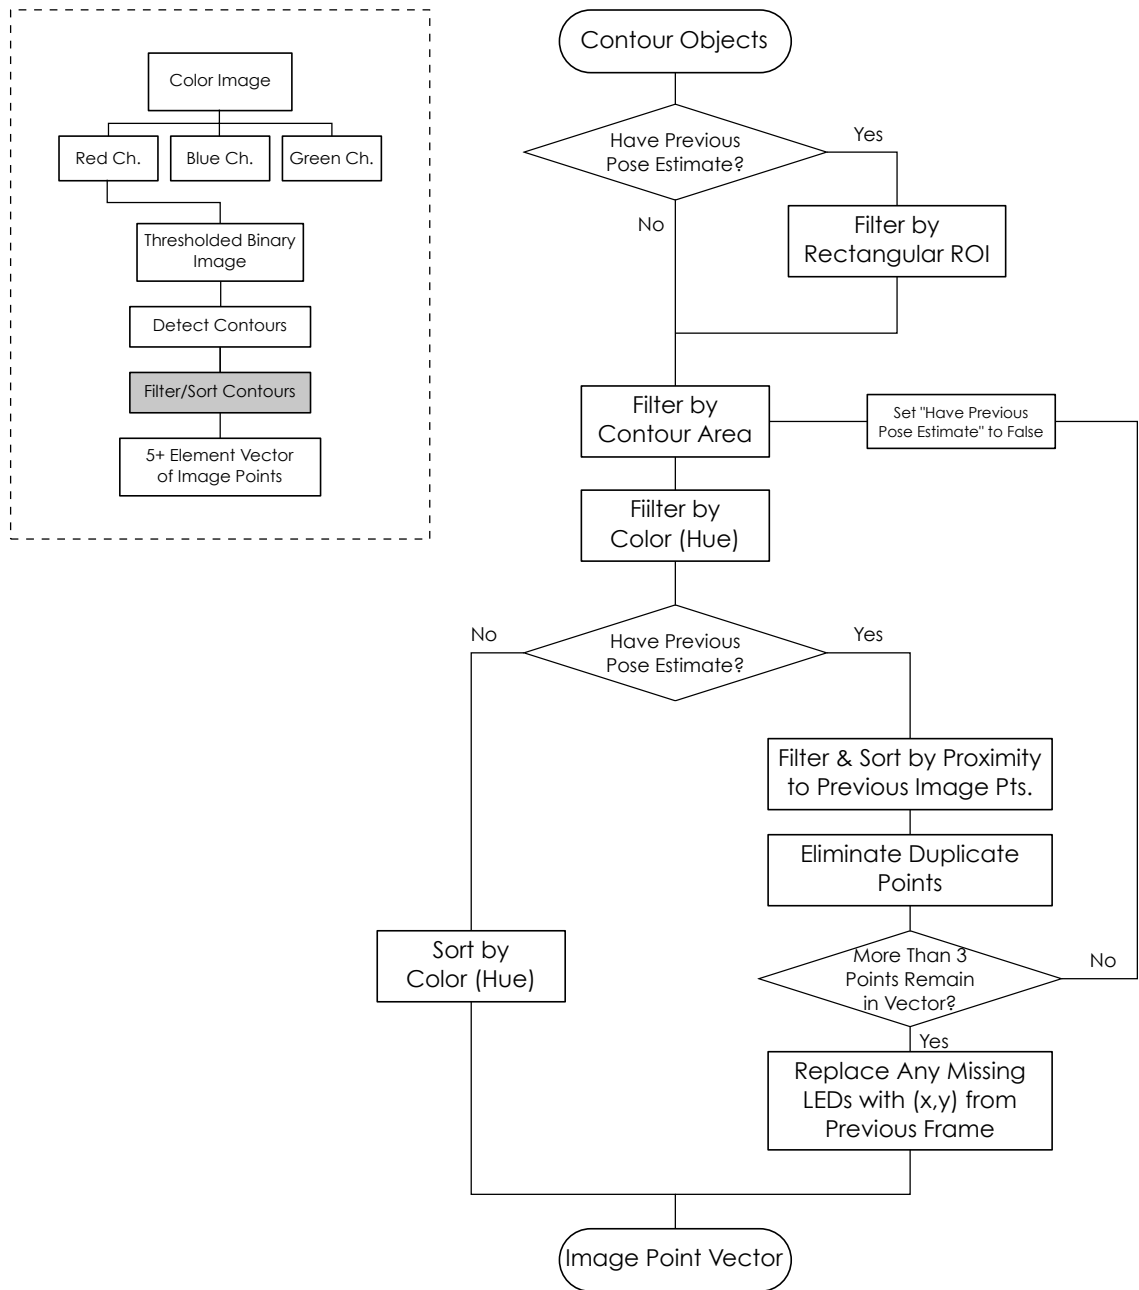 Color Image
Red Ch.
Blue Ch.
Green Ch.
Thresholded Binary
Image
Detect Contours
Filter/Sort Contours
5+ Element Vector
of Image Points
Contour Objects
Have Previous
Pose Estimate?
Yes
No
Filter by
Rectangular ROI
Filter by
Contour Area
Set "Have Previous
Pose Estimate" to False
Fiilter by
Color (Hue)
Have Previous
Pose Estimate?
No
Yes
Filter & Sort by Proximity
to Previous Image Pts.
Eliminate Duplicate
Points
Sort by
Color (Hue)
More Than 3
Points Remain
in Vector?
No
Yes
Replace Any Missing
LEDs with (x,y) from
Previous Frame
Image Point Vector